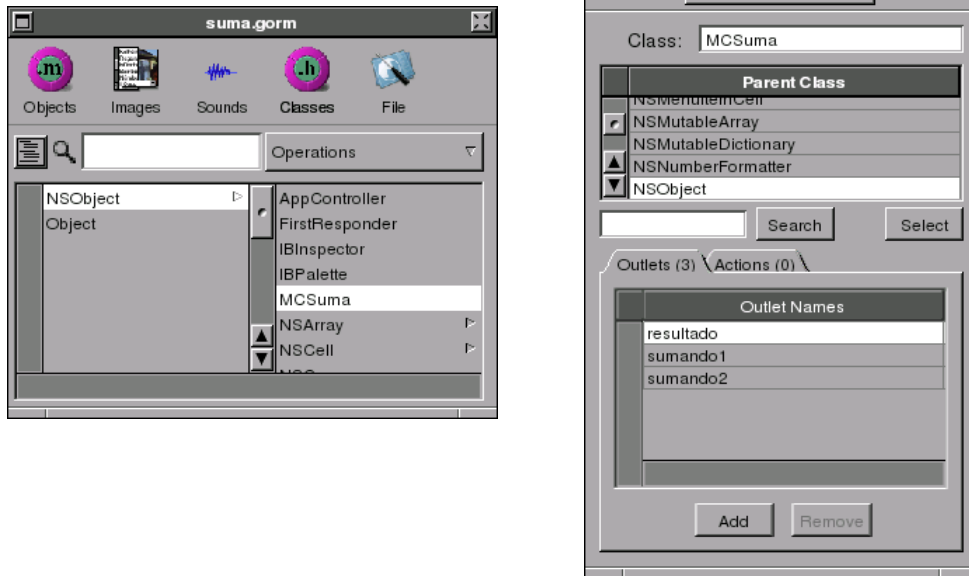 suma.gorm
.m
.h
Objects Images Sounds Classes File
Operations
NSObject
Object
AppController
FirstResponder
IBInspector
IBPalette
MCSuma
NSArray
NSCell
Class: MCSuma
Parent Class
NSMenuItemCell
NSMutableArray
NSMutableDictionary
NSNumberFormatter
NSObject
Search Select
Outlets (3) Actions (0)
Outlet Names
resultado
sumando1
sumando2
Add Remove